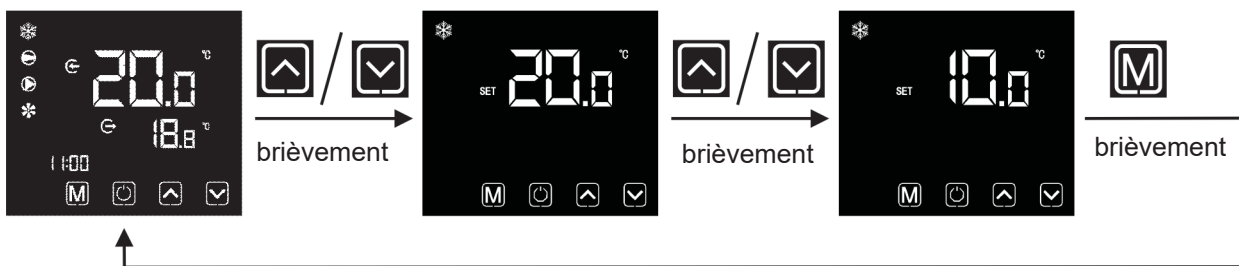 20.0 °C
18.8 °C
11:00
M
brièvement
SET 20.0 °C
M
brièvement
SET 10.0 °C
M
M
brièvement